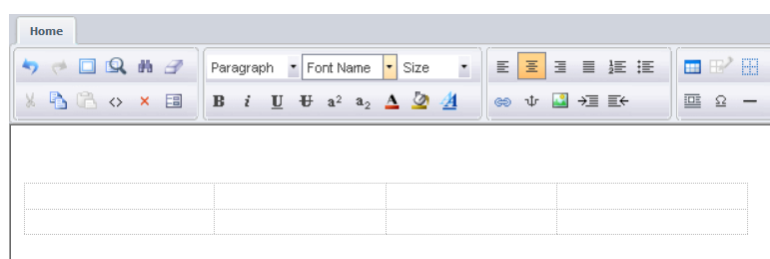 Home
Paragraph Font Name Size
B i U U a² a₂ A A
Ω